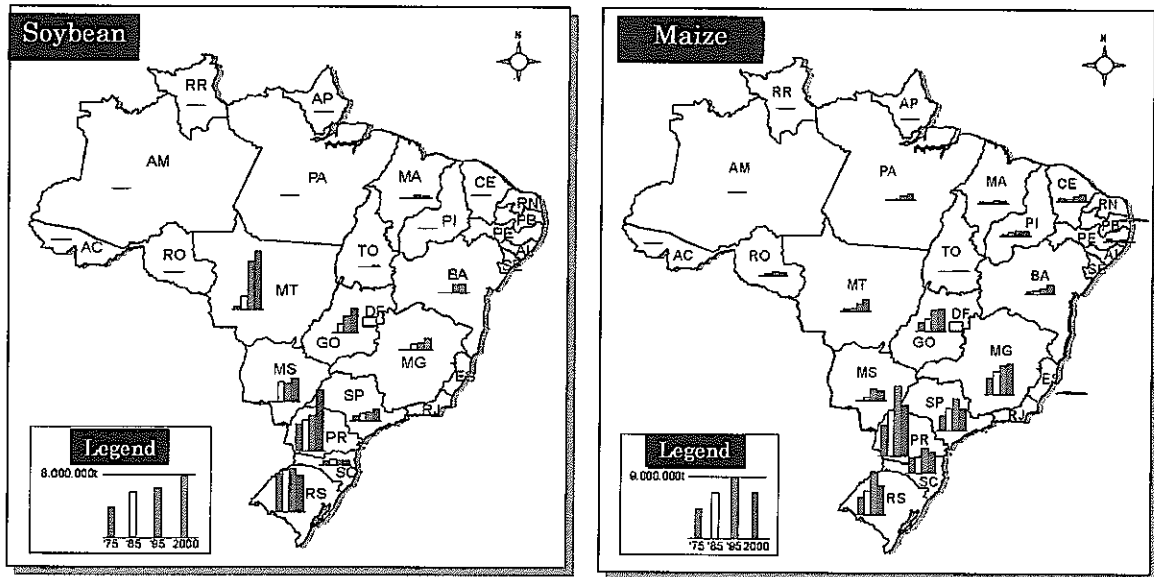 Soybean
N
RR
AP
AM
PA
MA
CE
RN
PB
PI
PE
AL
SE
AC
RO
TO
BA
MT
DF
GO
MG
ES
MS
SP
RJ
PR
SC
RS
Legend
8.000.000t
'75 '85 '95 2000
Maize
N
RR
AP
AM
PA
MA
CE
RN
PB
PI
PE
AL
SE
AC
RO
TO
BA
MT
DF
GO
MG
ES
MS
SP
RJ
PR
SC
RS
Legend
9.000.000t
'75 '85 '95 2000